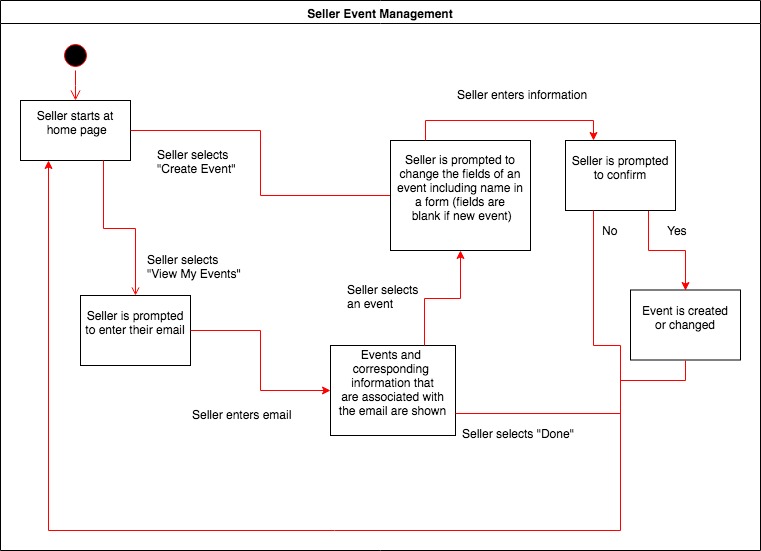 Seller Event Management
Seller enters information
Seller starts at
home page
Seller selects
"Create Event"
Seller is prompted to
change the fields of an
event including name in
a form (fields are
blank if new event)
Seller is prompted
to confirm
No
Yes
Seller selects
"View My Events"
Seller selects
an event
Seller is prompted
to enter their email
Event is created
or changed
Events and
corresponding
information that
are associated with
the email are shown
Seller enters email
Seller selects "Done"